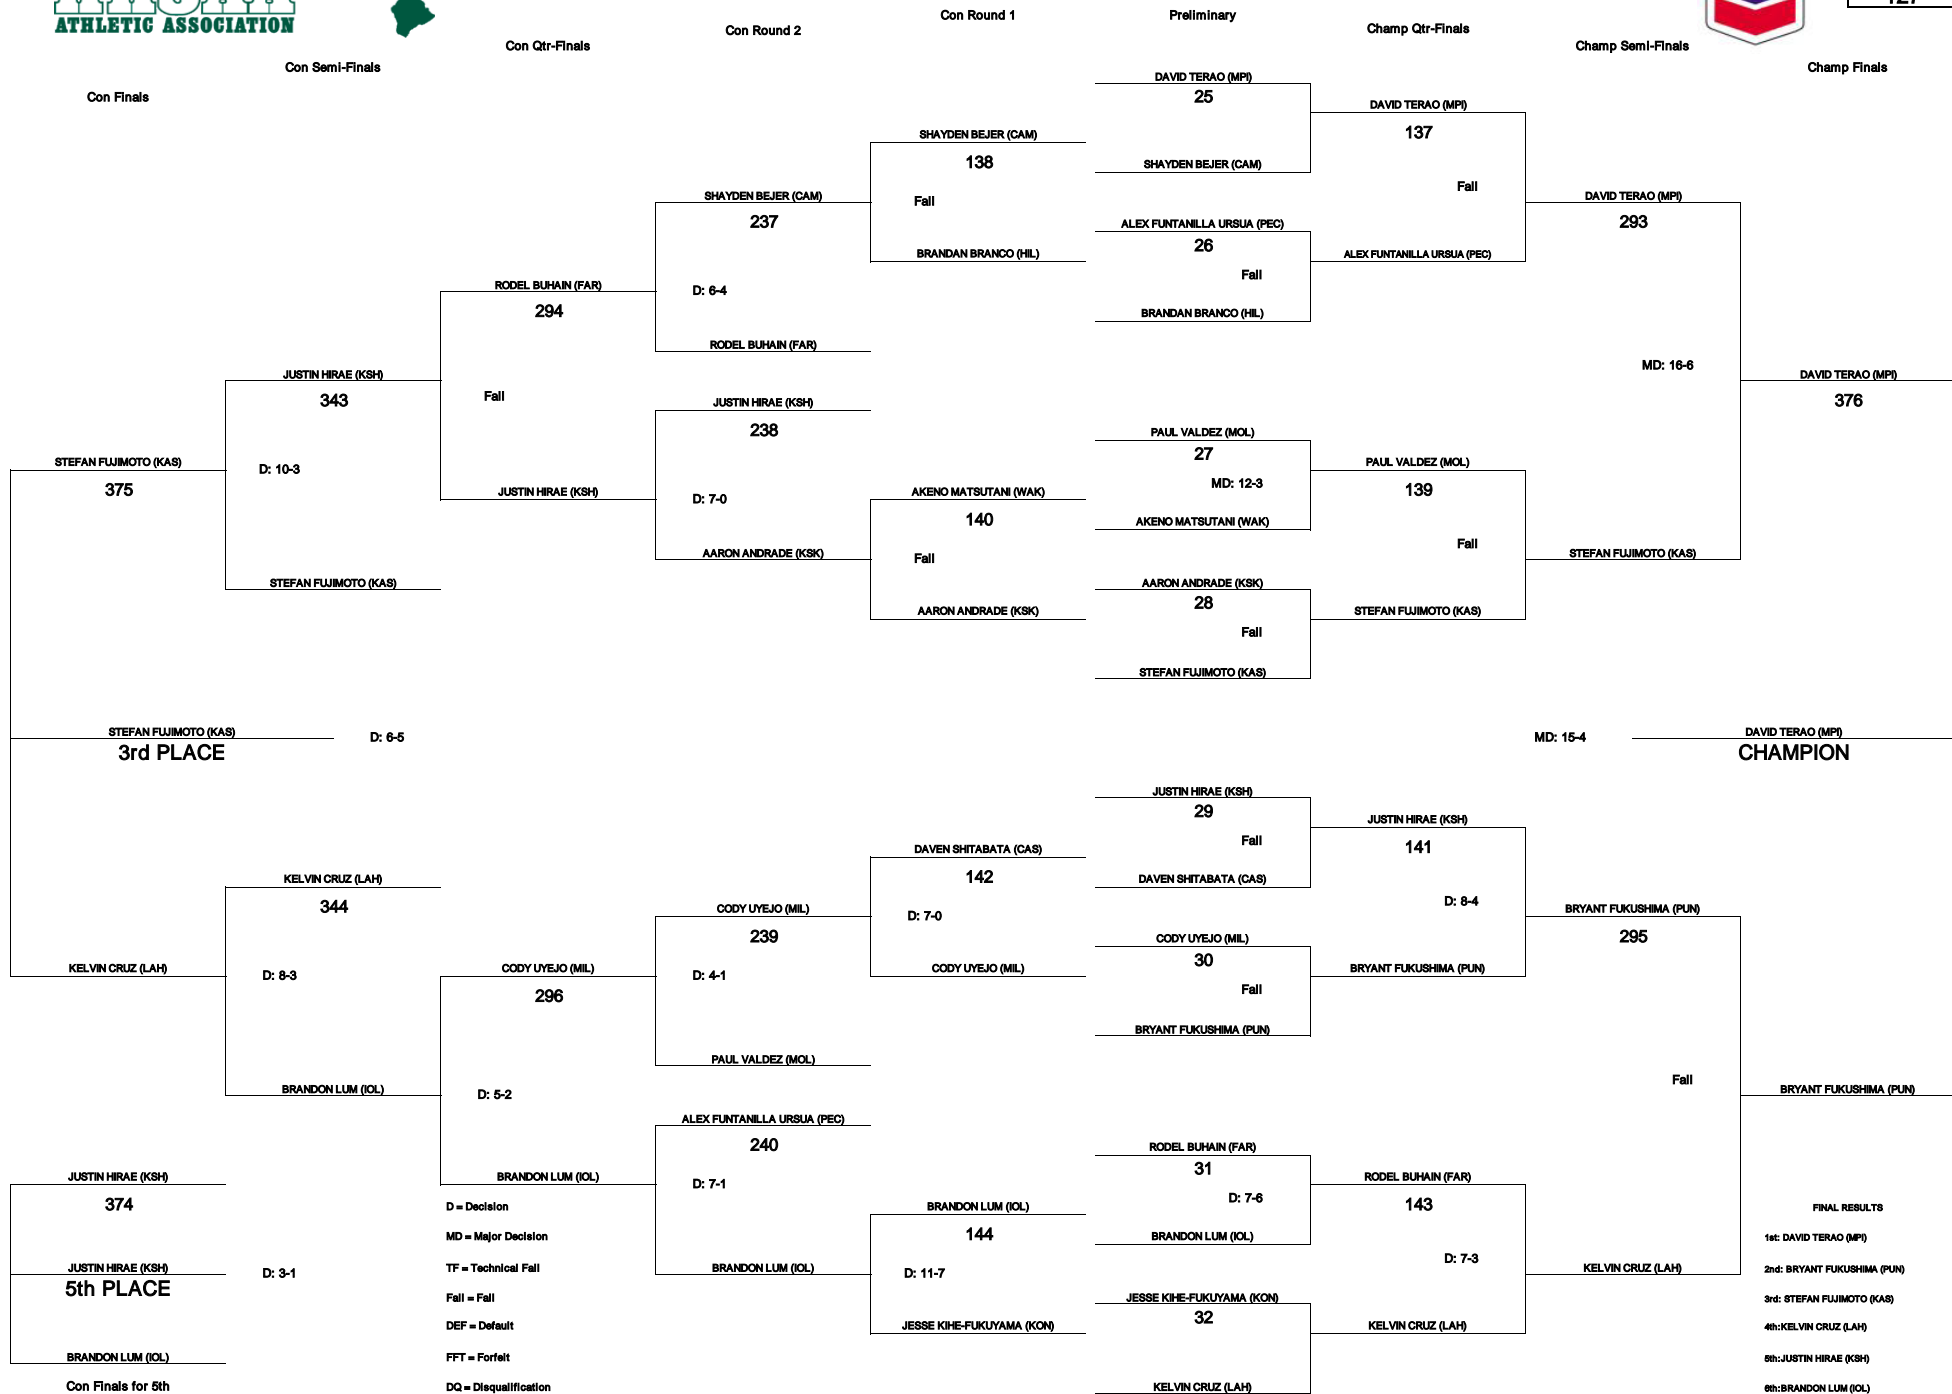 ATHLETIC ASSOCIATION
127
Con Finals
Con Semi-Finals
Con Qtr-Finals
Con Round 2
Con Round 1
Preliminary
Champ Qtr-Finals
Champ Semi-Finals
Champ Finals
DAVID TERAO (MPI)
25
SHAYDEN BEJER (CAM)
ALEX FUNTANILLA URSUA (PEC)
26
Fall
BRANDAN BRANCO (HIL)
PAUL VALDEZ (MOL)
27
MD: 12-3
AKENO MATSUTANI (WAK)
AARON ANDRADE (KSK)
28
Fall
STEFAN FUJIMOTO (KAS)
JUSTIN HIRAE (KSH)
29
Fall
DAVEN SHITABATA (CAS)
CODY UYEJO (MIL)
30
Fall
BRYANT FUKUSHIMA (PUN)
RODEL BUHAIN (FAR)
31
D: 7-6
BRANDON LUM (IOL)
JESSE KIHE-FUKUYAMA (KON)
32
KELVIN CRUZ (LAH)
DAVID TERAO (MPI)
137
Fall
ALEX FUNTANILLA URSUA (PEC)
PAUL VALDEZ (MOL)
139
Fall
STEFAN FUJIMOTO (KAS)
JUSTIN HIRAE (KSH)
141
D: 8-4
BRYANT FUKUSHIMA (PUN)
RODEL BUHAIN (FAR)
143
D: 7-3
KELVIN CRUZ (LAH)
DAVID TERAO (MPI)
293
MD: 16-6
STEFAN FUJIMOTO (KAS)
BRYANT FUKUSHIMA (PUN)
295
Fall
KELVIN CRUZ (LAH)
DAVID TERAO (MPI)
376
MD: 15-4
DAVID TERAO (MPI)
CHAMPION
BRYANT FUKUSHIMA (PUN)
SHAYDEN BEJER (CAM)
138
Fall
BRANDAN BRANCO (HIL)
AKENO MATSUTANI (WAK)
140
Fall
AARON ANDRADE (KSK)
DAVEN SHITABATA (CAS)
142
D: 7-0
CODY UYEJO (MIL)
BRANDON LUM (IOL)
144
D: 11-7
JESSE KIHE-FUKUYAMA (KON)
SHAYDEN BEJER (CAM)
237
D: 6-4
RODEL BUHAIN (FAR)
JUSTIN HIRAE (KSH)
238
D: 7-0
AARON ANDRADE (KSK)
CODY UYEJO (MIL)
239
D: 4-1
PAUL VALDEZ (MOL)
ALEX FUNTANILLA URSUA (PEC)
240
D: 7-1
BRANDON LUM (IOL)
RODEL BUHAIN (FAR)
294
Fall
JUSTIN HIRAE (KSH)
CODY UYEJO (MIL)
296
D: 5-2
BRANDON LUM (IOL)
JUSTIN HIRAE (KSH)
343
D: 10-3
STEFAN FUJIMOTO (KAS)
KELVIN CRUZ (LAH)
344
D: 8-3
BRANDON LUM (IOL)
STEFAN FUJIMOTO (KAS)
375
STEFAN FUJIMOTO (KAS)
D: 6-5
3rd PLACE
KELVIN CRUZ (LAH)
JUSTIN HIRAE (KSH)
374
JUSTIN HIRAE (KSH)
D: 3-1
5th PLACE
BRANDON LUM (IOL)
Con Finals for 5th
D = Decision
MD = Major Decision
TF = Technical Fall
Fall = Fall
DEF = Default
FFT = Forfeit
DQ = Disqualification
FINAL RESULTS
1st: DAVID TERAO (MPI)
2nd: BRYANT FUKUSHIMA (PUN)
3rd: STEFAN FUJIMOTO (KAS)
4th:KELVIN CRUZ (LAH)
5th:JUSTIN HIRAE (KSH)
6th:BRANDON LUM (IOL)